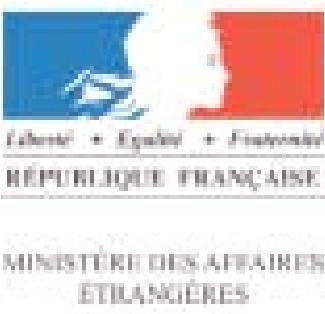 Liberté • Égalité • Fraternité
RÉPUBLIQUE FRANÇAISE
MINISTÈRE DES AFFAIRES
ÉTRANGÈRES